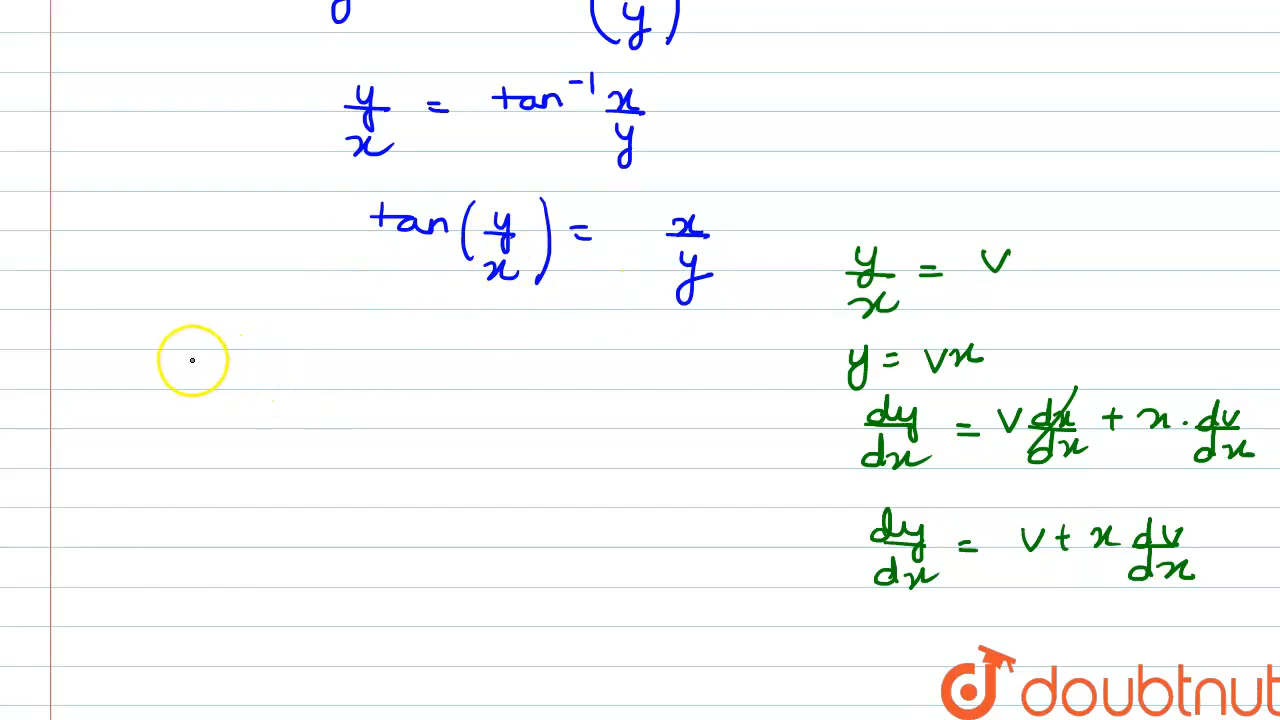 y (y)
y/x = tan⁻¹ x/y
tan(y/x) = x/y
y/x = v
y = vx
dy/dx = v dx/dx + x . dv/dx
dy/dx = v + x dv/dx
doubtnut